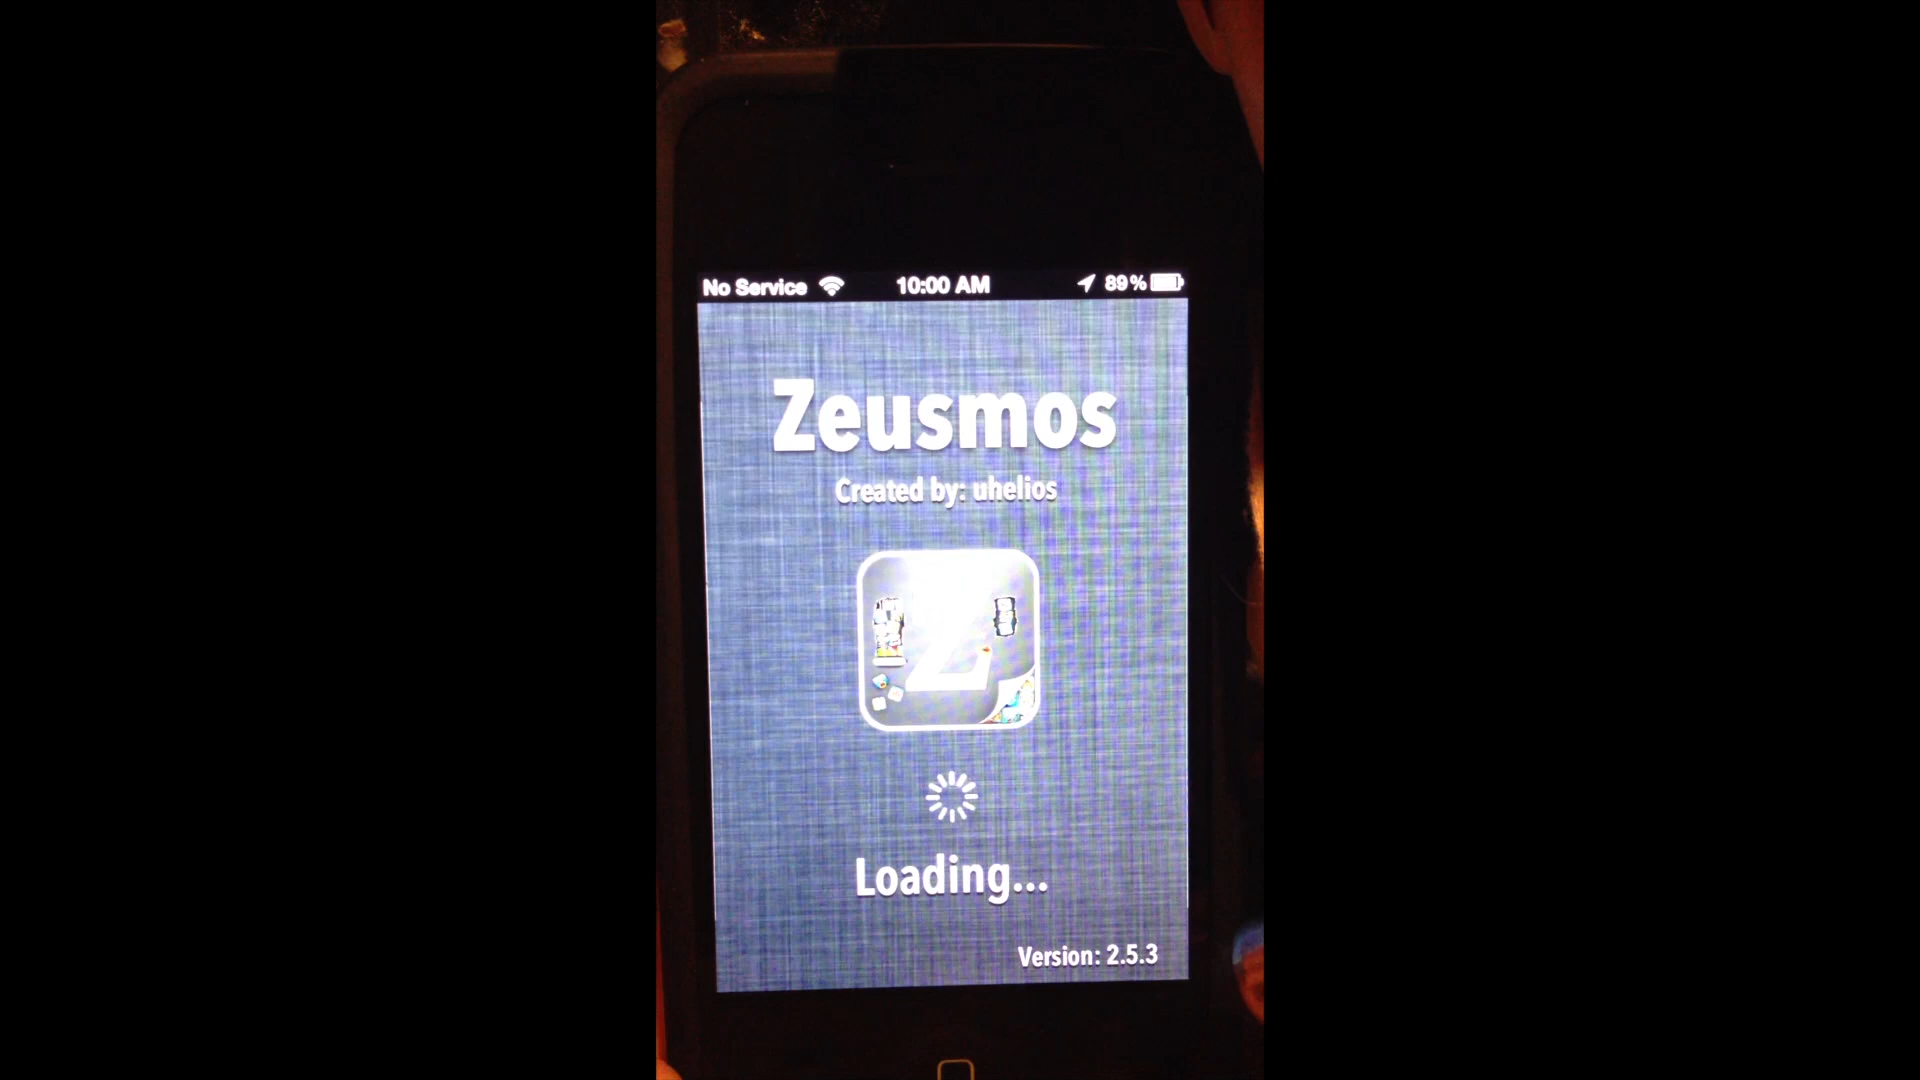 No Service 10:00 AM 89%
Zeusmos
Created by: uhelios
Z
Loading...
Version: 2.5.3